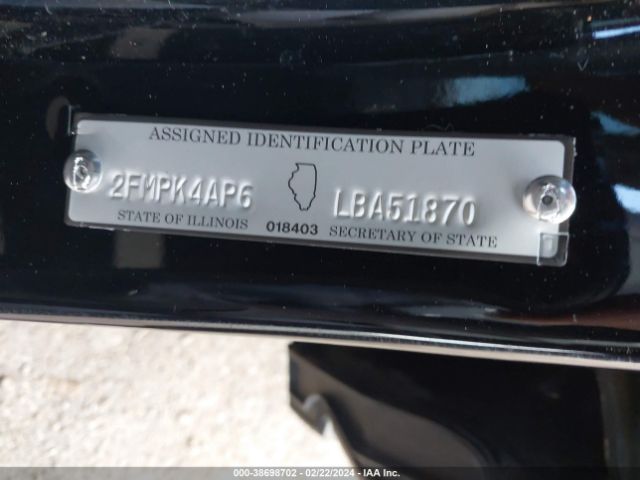 ASSIGNED IDENTIFICATION PLATE
2FMPK4AP6 LBA51870
STATE OF ILLINOIS 018403 SECRETARY OF STATE
000-38698702 - 02/22/2024 - IAA Inc.